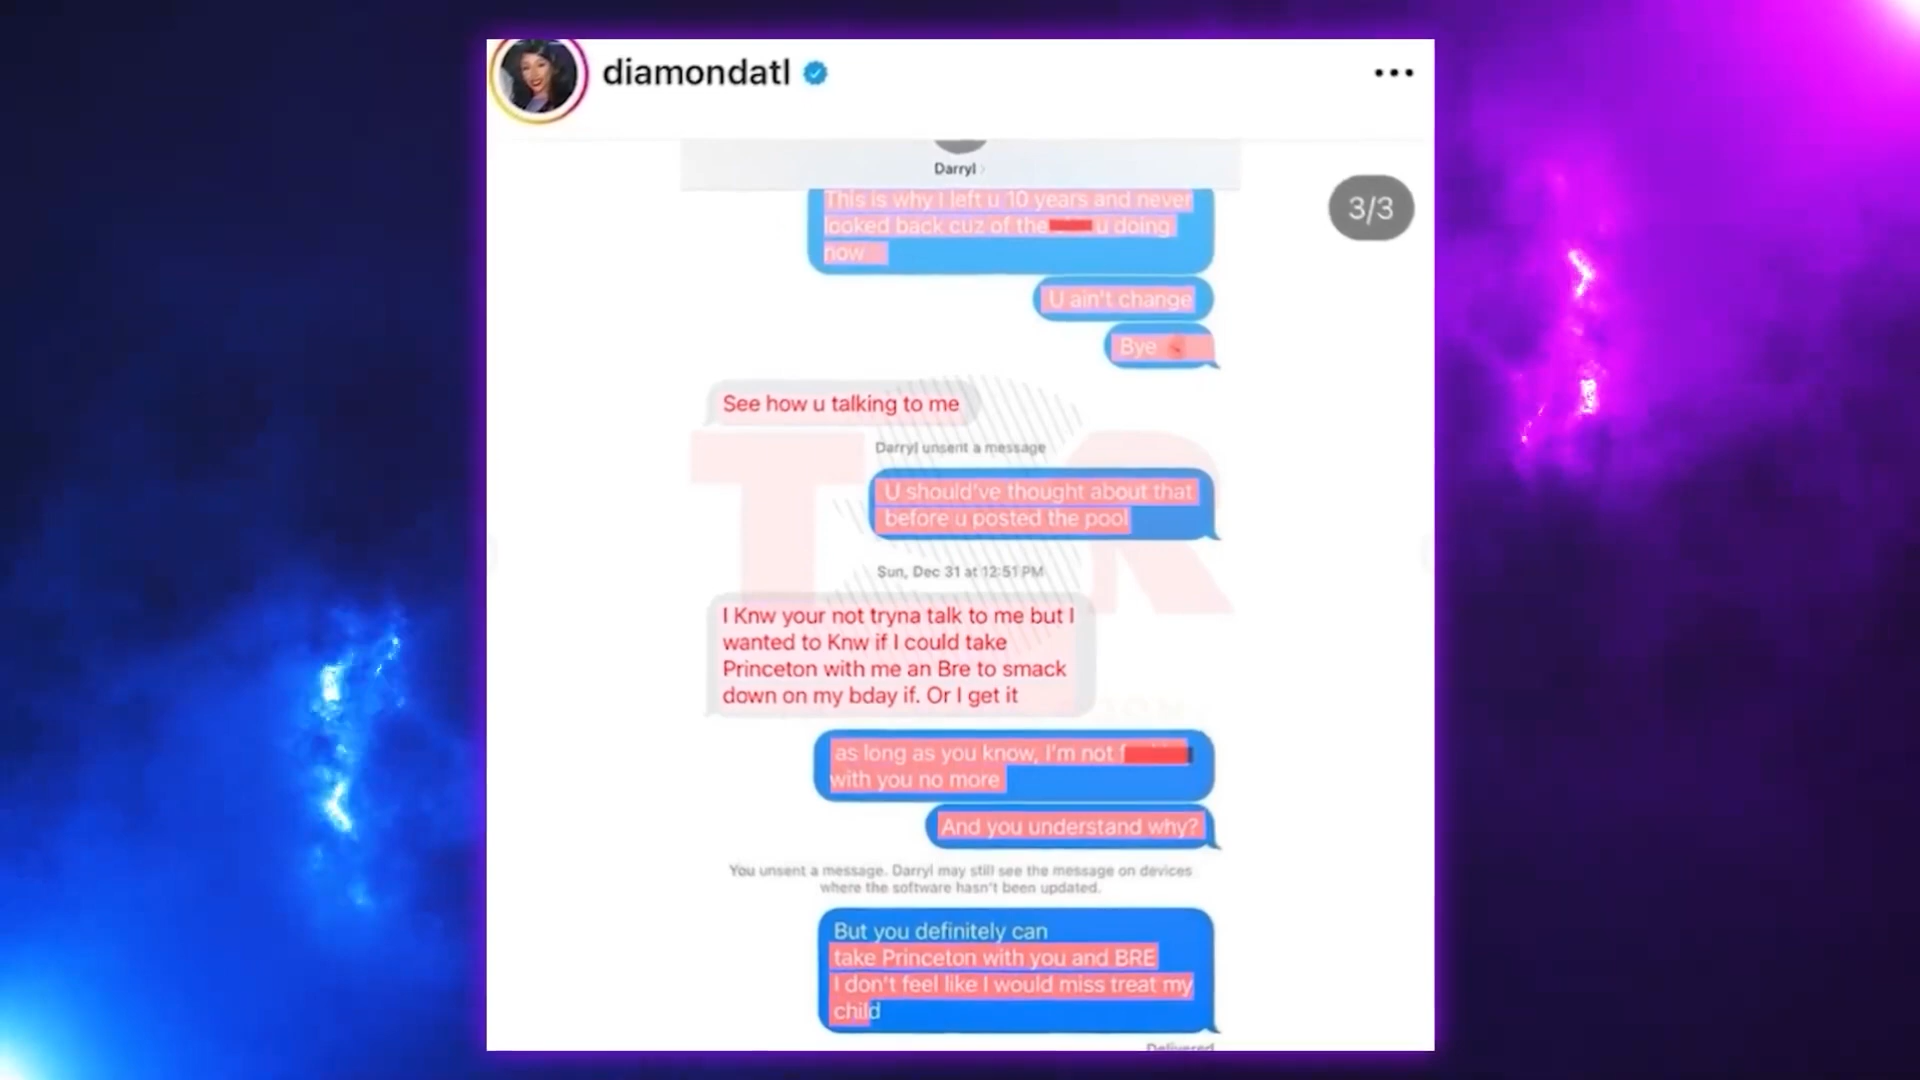 diamondatl
Darryl
3/3
This is why I left u 10 years and never
looked back cuz of the u doing
now
U ain't change
Bye
See how u talking to me
Darryl unsent a message
U should've thought about that
before u posted the pool
Sun, Dec 31 at 12:51 PM
I Knw your not tryna talk to me but I
wanted to Knw if I could take
Princeton with me an Bre to smack
down on my bday if. Or I get it
as long as you know, I'm not f
with you no more
And you understand why?
You unsent a message. Darryl may still see the message on devices
where the software hasn't been updated.
But you definitely can
take Princeton with you and BRE
I don't feel like I would miss treat my
child
Delivered
TSR